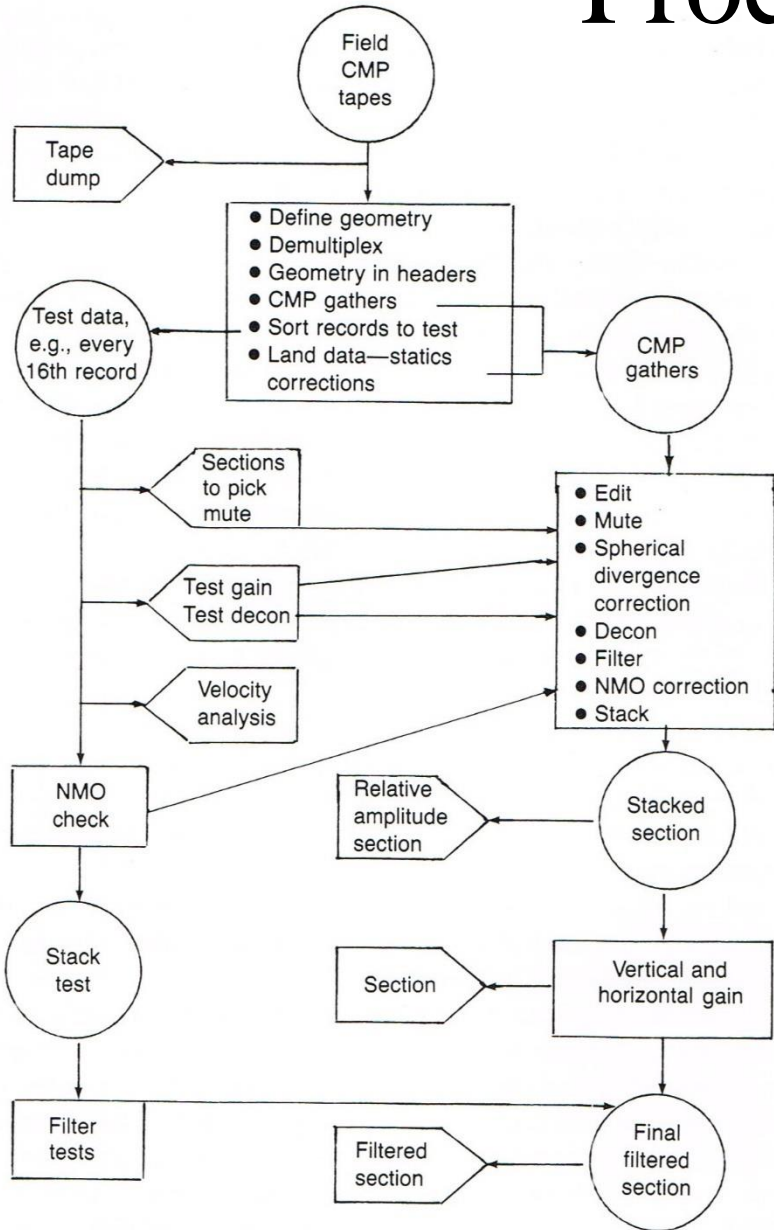 Field
CMP
tapes
Tape
dump
● Define geometry
● Demultiplex
● Geometry in headers
● CMP gathers
● Sort records to test
● Land data—statics
corrections
Test data,
e.g., every
16th record
CMP
gathers
Sections
to pick
mute
● Edit
● Mute
● Spherical
divergence
correction
● Decon
● Filter
● NMO correction
● Stack
Test gain
Test decon
Velocity
analysis
NMO
check
Relative
amplitude
section
Stacked
section
Stack
test
Section
Vertical and
horizontal gain
Filter
tests
Filtered
section
Final
filtered
section